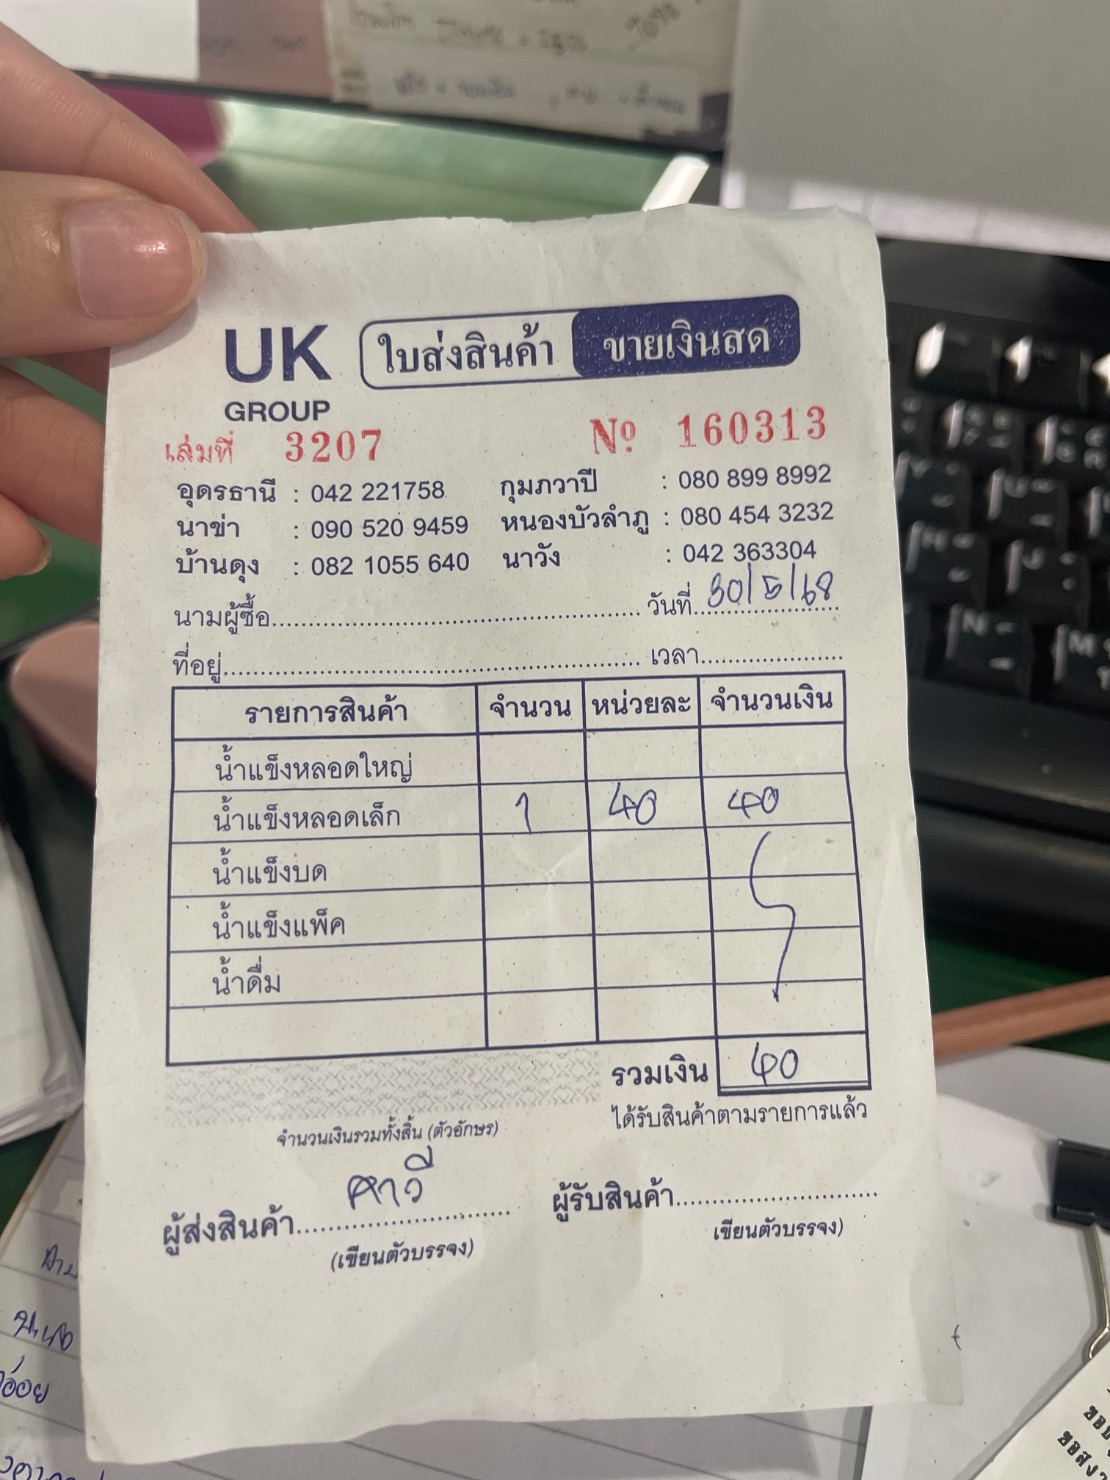 UK ใบส่งสินค้า ขายเงินสด
GROUP
เล่มที่ 3207 Nº 160313
อุดรธานี : 042 221758 กุมภวาปี : 080 899 8992
นาข่า : 090 520 9459 หนองบัวลำภู : 080 454 3232
บ้านดุง : 082 1055 640 นาวัง : 042 363304
นามผู้ซื้อ วันที่ 30/5/68
ที่อยู่ เวลา
รายการสินค้า จำนวน หน่วยละ จำนวนเงิน
น้ำแข็งหลอดใหญ่
น้ำแข็งหลอดเล็ก 1 40 40
น้ำแข็งบด
น้ำแข็งแพ็ค
น้ำดื่ม
รวมเงิน 40
ได้รับสินค้าตามรายการแล้ว
จำนวนเงินรวมทั้งสิ้น (ตัวอักษร)
ผู้ส่งสินค้า ผู้รับสินค้า
(เขียนตัวบรรจง) (เขียนตัวบรรจง)